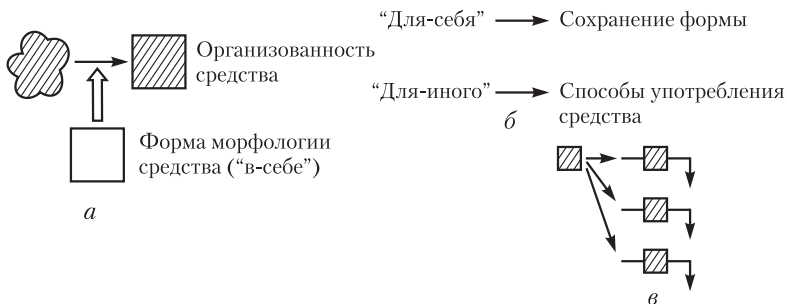 Организованность
средства
Форма морфологии
средства (“в-себе”)
а
“Для-себя”
Сохранение формы
“Для-иного”
Способы употребления
средства
б
в